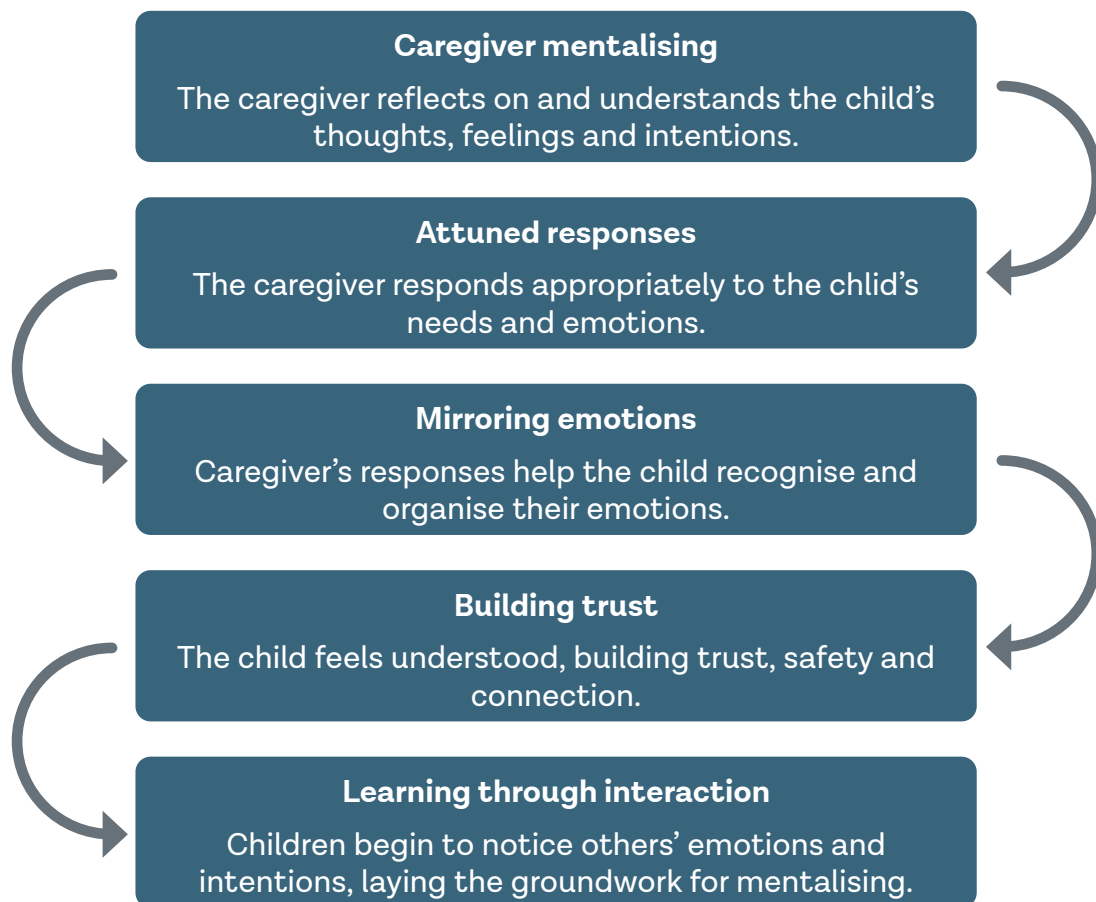 Caregiver mentalising
The caregiver reflects on and understands the child’s
thoughts, feelings and intentions.
Attuned responses
The caregiver responds appropriately to the chlid’s
needs and emotions.
Mirroring emotions
Caregiver’s responses help the child recognise and
organise their emotions.
Building trust
The child feels understood, building trust, safety and
connection.
Learning through interaction
Children begin to notice others’ emotions and
intentions, laying the groundwork for mentalising.